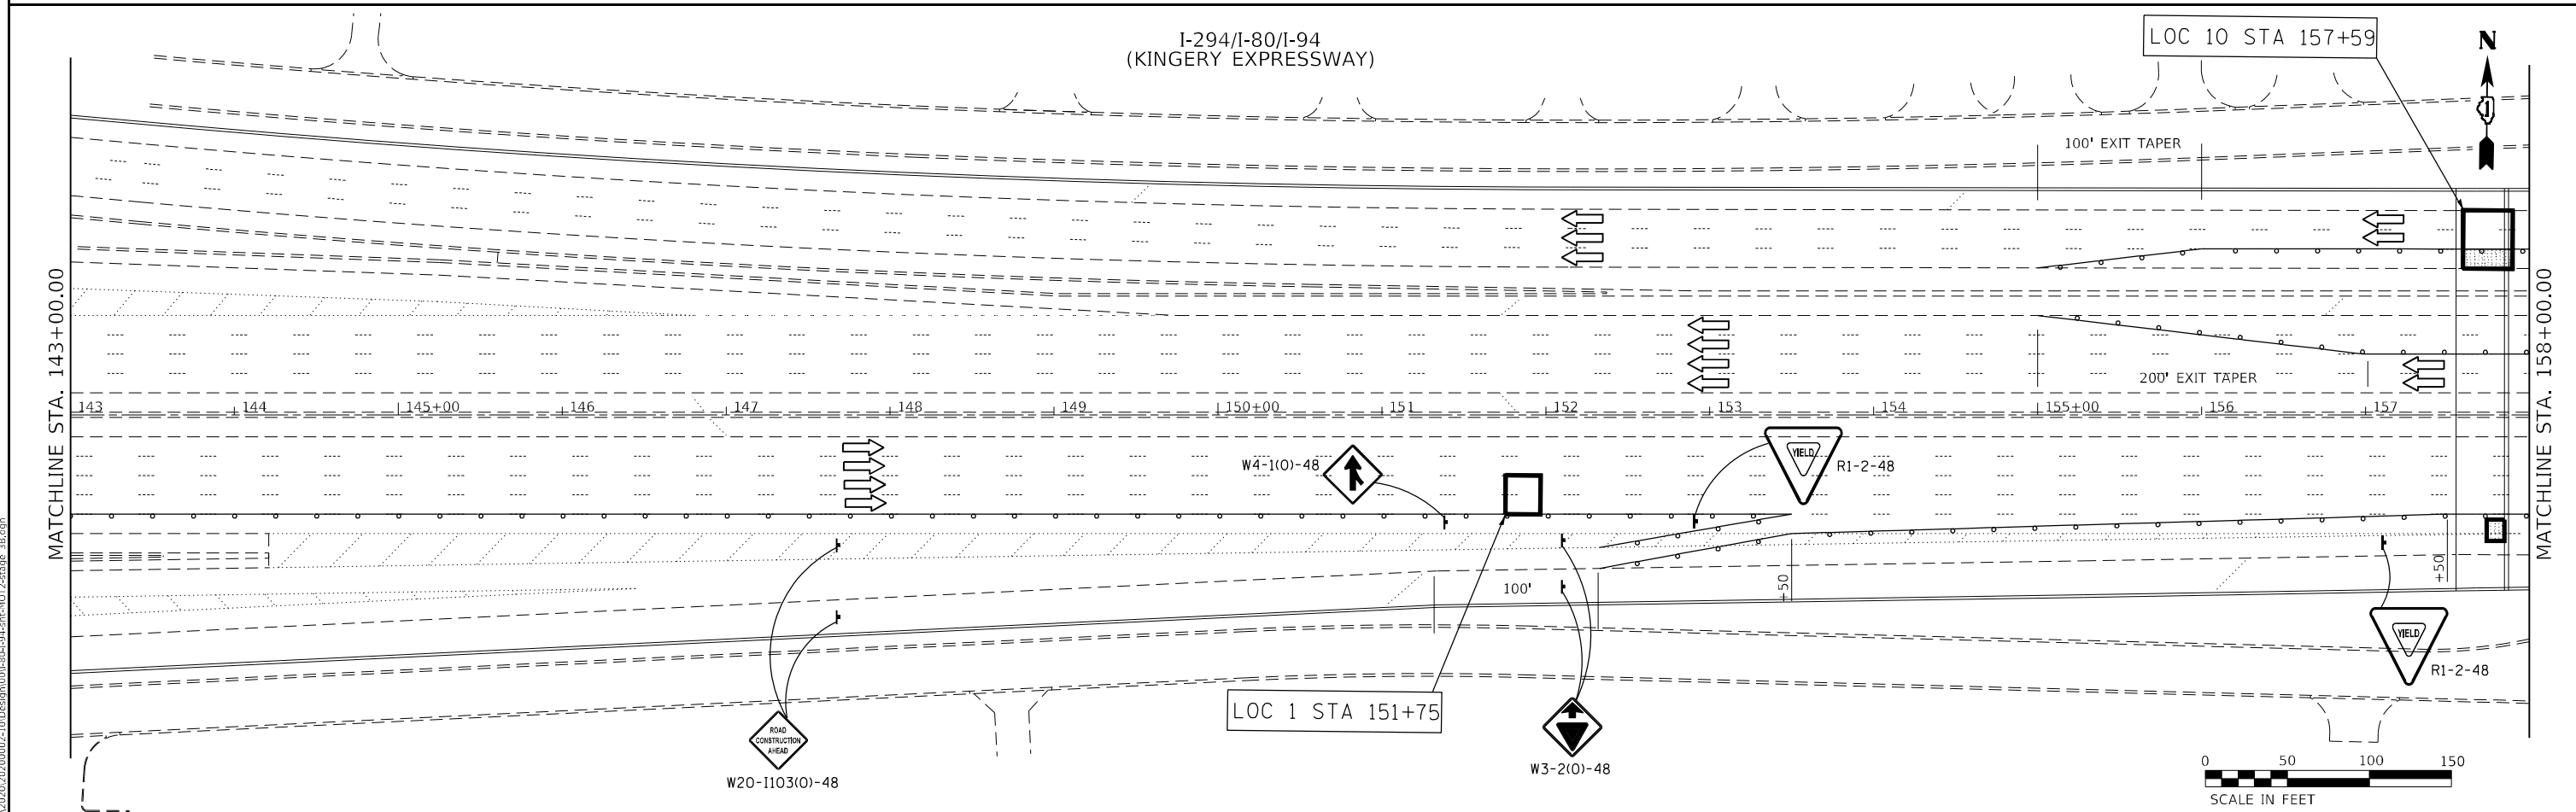 I-294/I-80/I-94
(KINGERY EXPRESSWAY)
LOC 10 STA 157+59
N
1
100' EXIT TAPER
MATCHLINE STA. 143+00.00
MATCHLINE STA. 158+00.00
200' EXIT TAPER
143 144 145+00 146 147 148 149 150+00 151 152 153 154 155+00 156 157
W4-1(O)-48
YIELD
R1-2-48
100'
+50
+50
YIELD
R1-2-48
LOC 1 STA 151+75
ROAD
CONSTRUCTION
AHEAD
W20-I103(O)-48
W3-2(O)-48
0 50 100 150
SCALE IN FEET